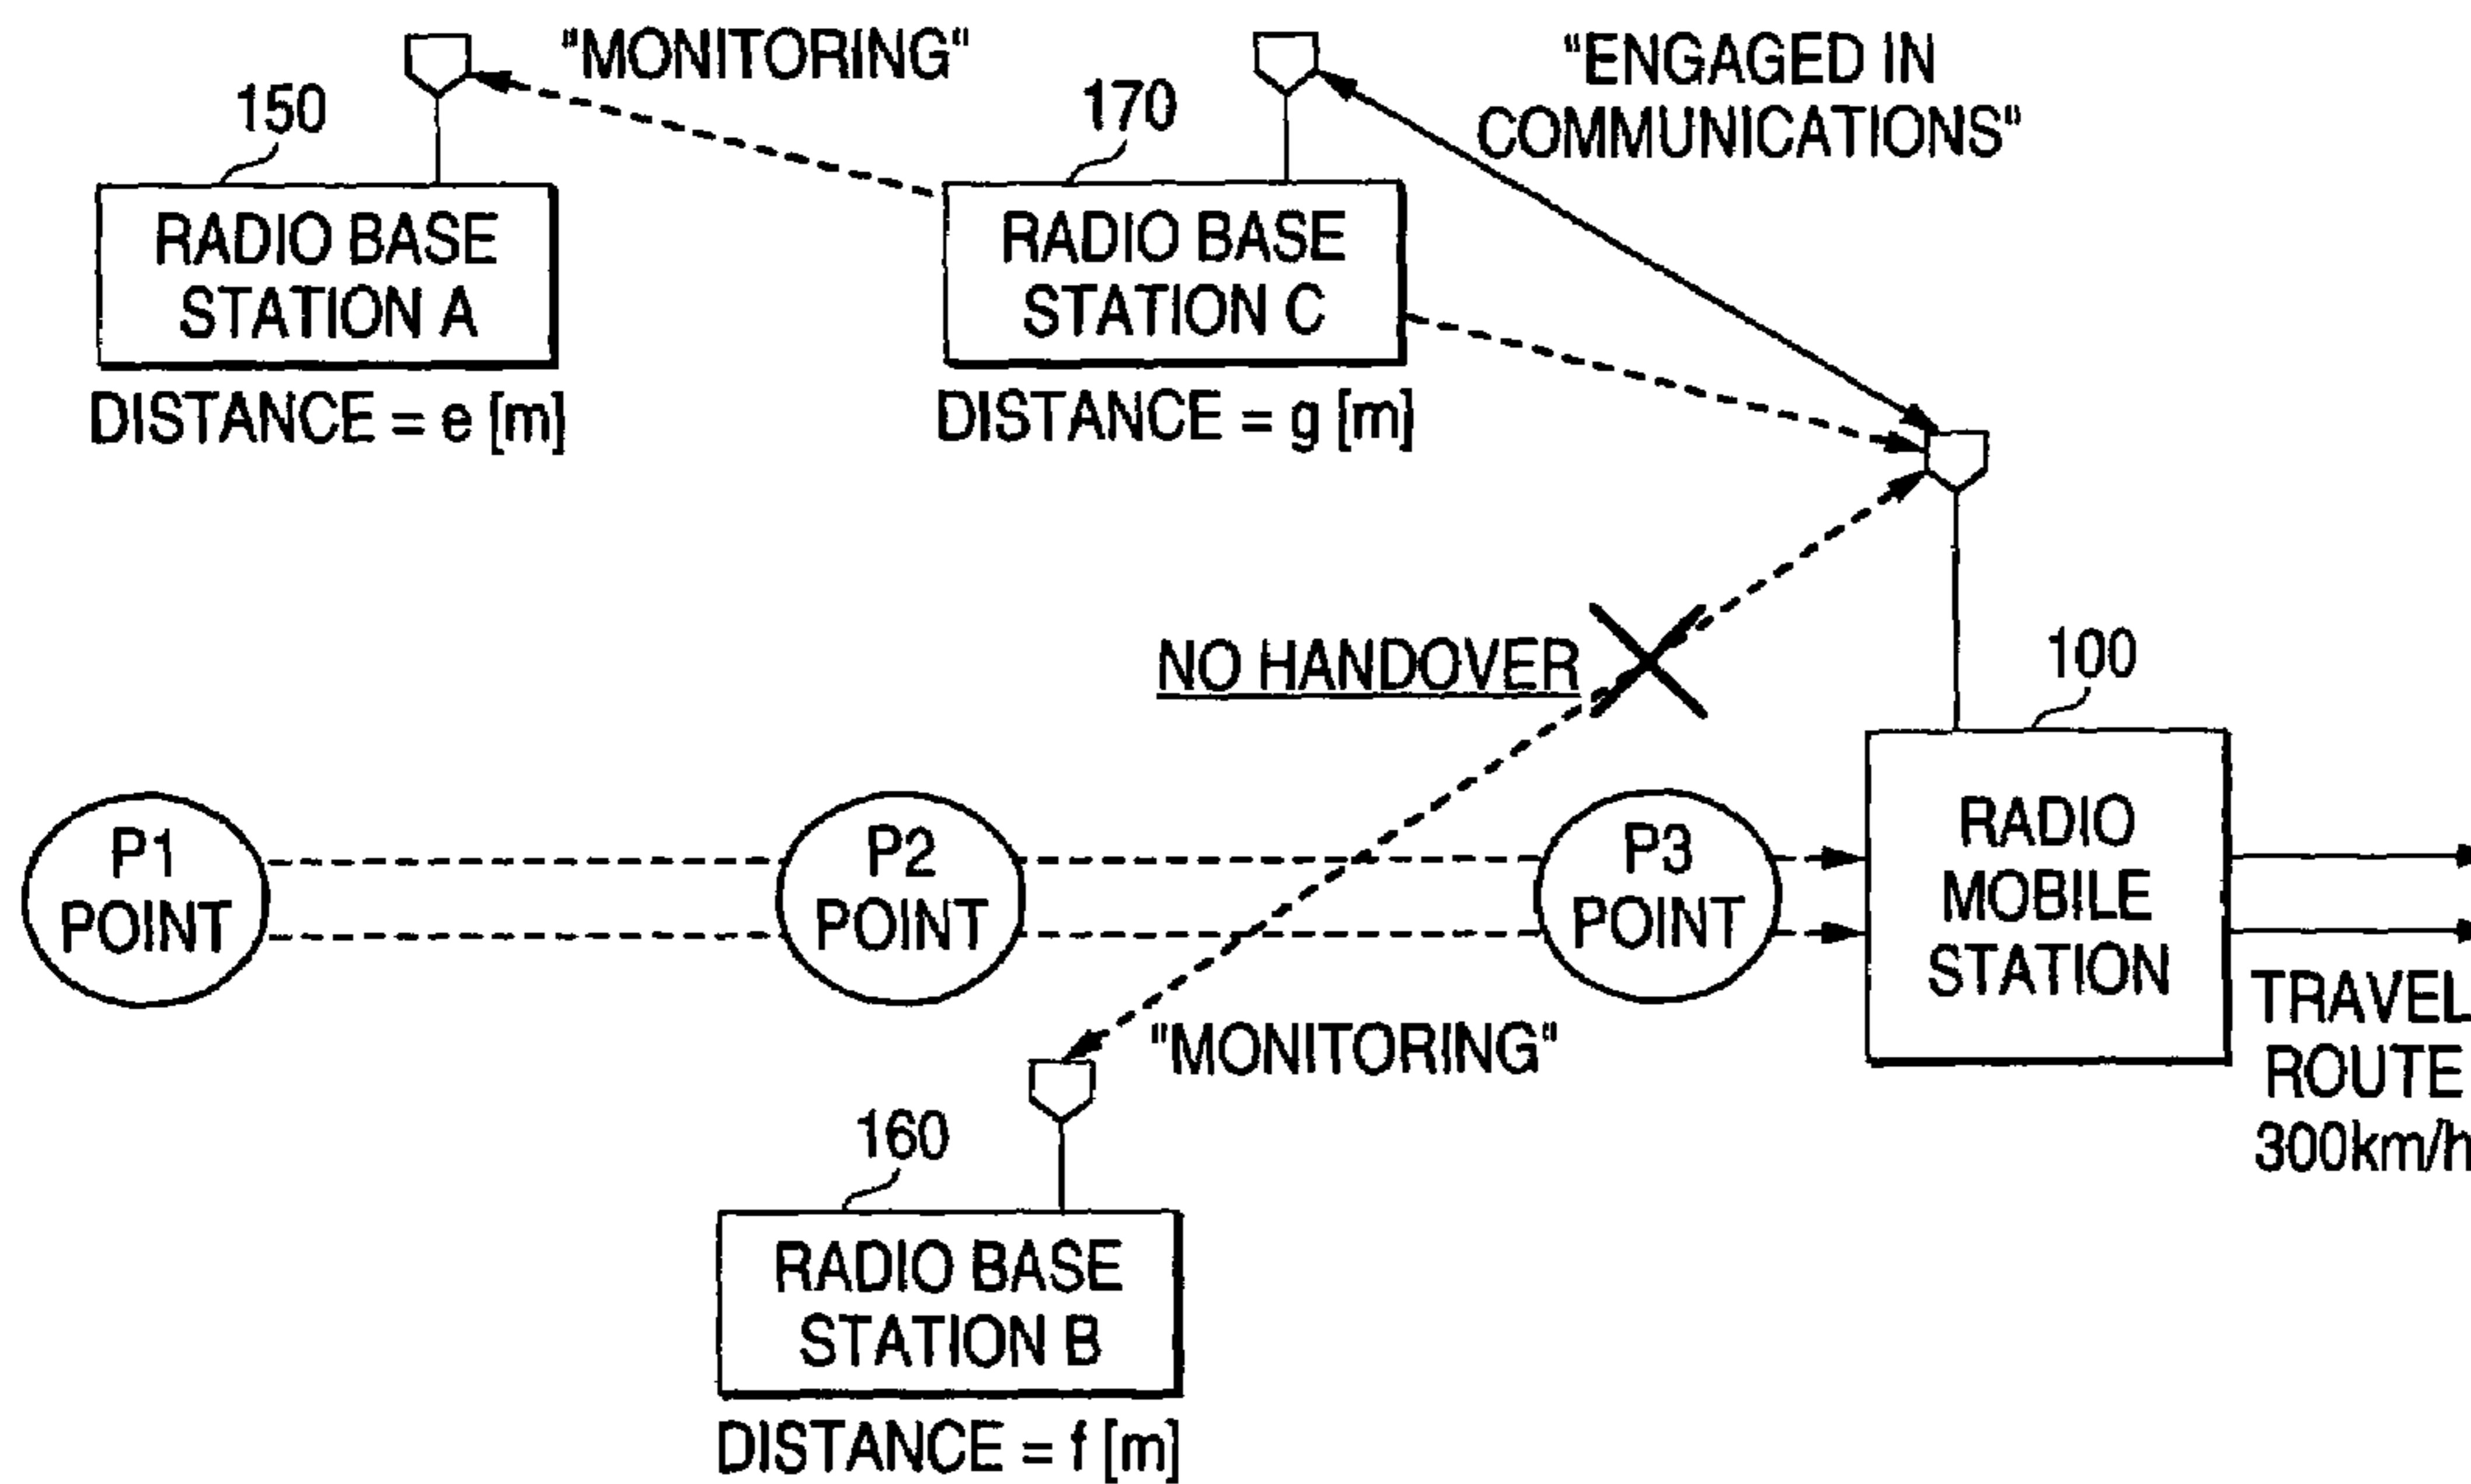 "MONITORING"
"ENGAGED IN
COMMUNICATIONS"
150
170
RADIO BASE
STATION A
RADIO BASE
STATION C
DISTANCE = e [m]
DISTANCE = g [m]
NO HANDOVER
100
P1
POINT
P2
POINT
P3
POINT
RADIO
MOBILE
STATION
TRAVEL
ROUTE
300km/h
"MONITORING"
160
RADIO BASE
STATION B
DISTANCE = f [m]